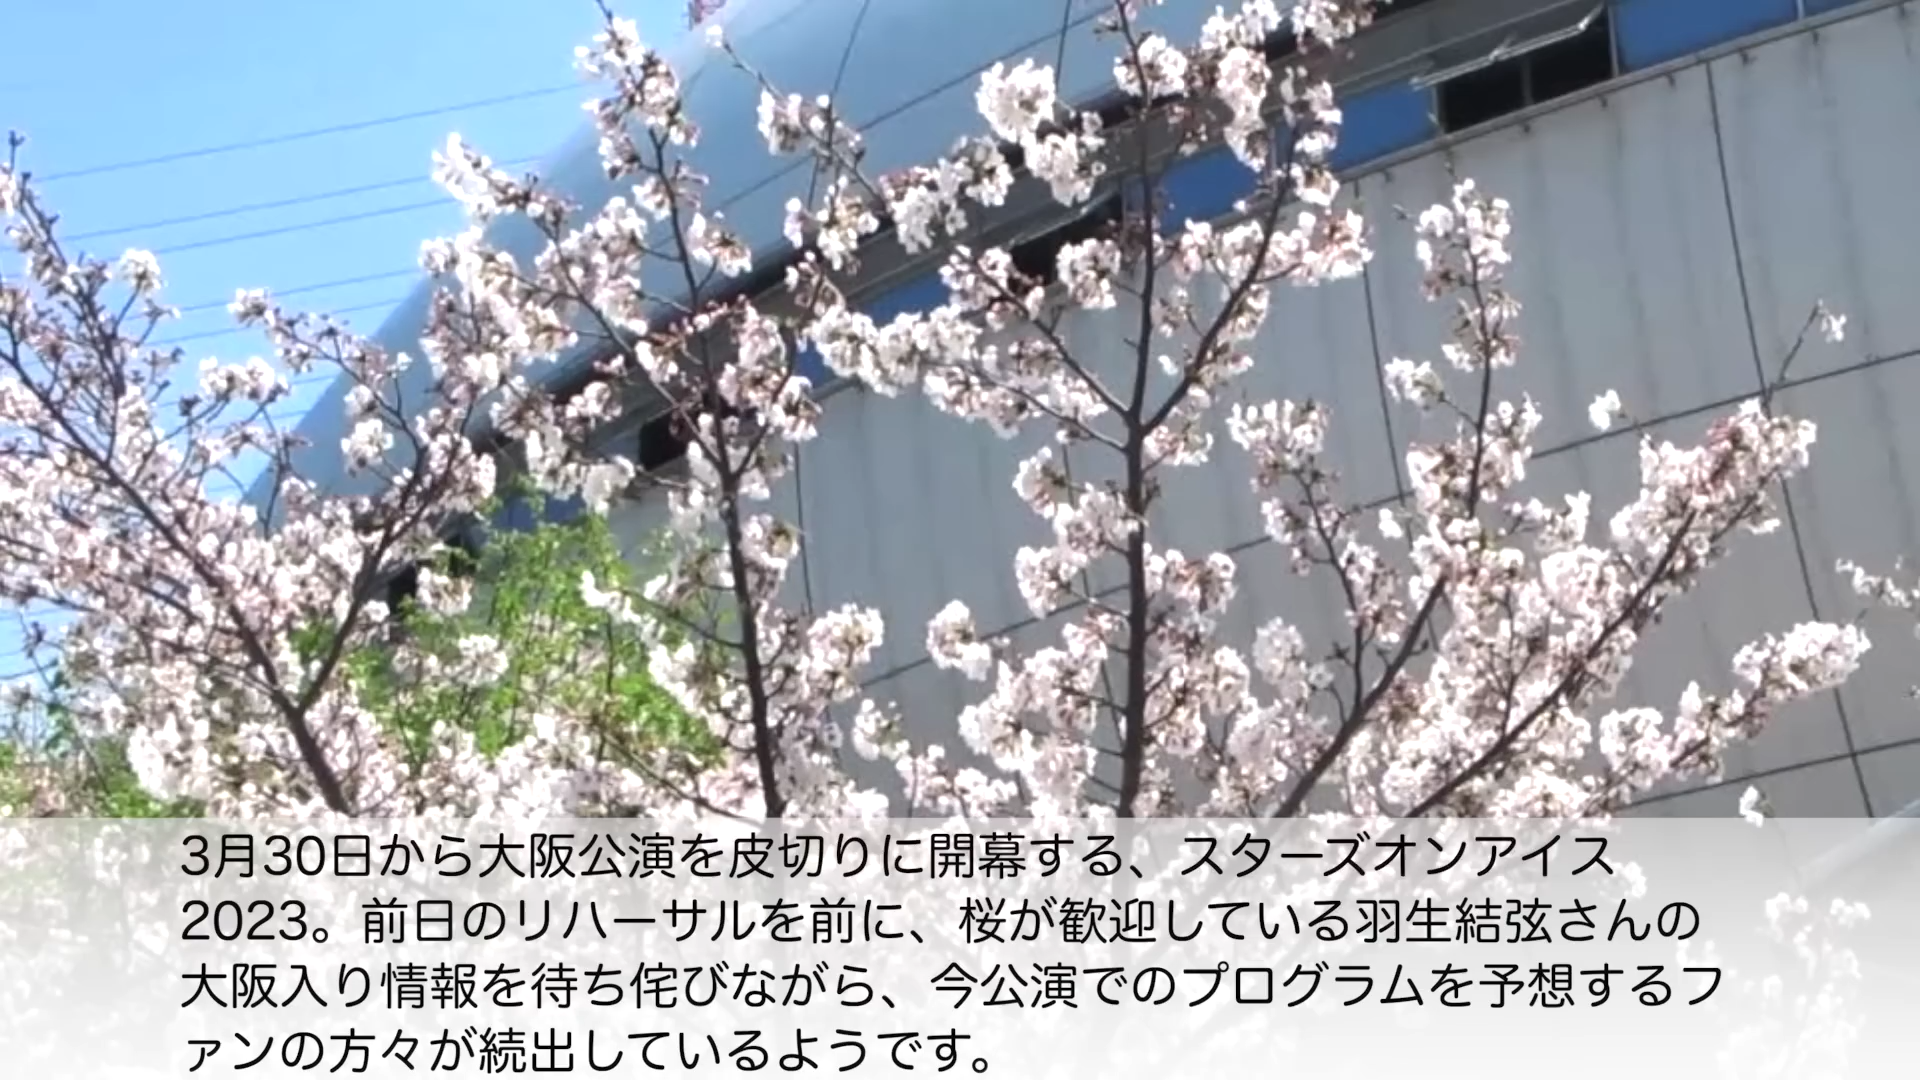 3月30日から大阪公演を皮切りに開幕する、スターズオンアイス
2023。前日のリハーサルを前に、桜が歓迎している羽生結弦さんの
大阪入り情報を待ち侘びながら、今公演でのプログラムを予想するフ
ァンの方々が続出しているようです。